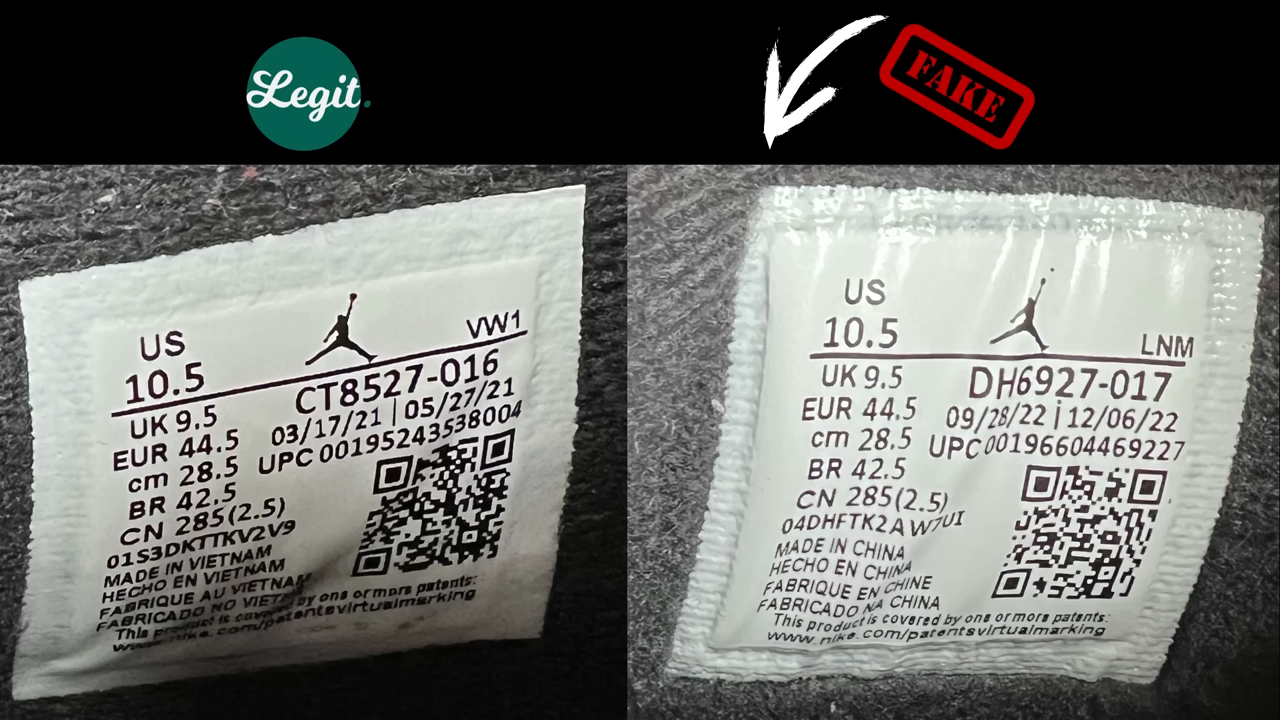 Legit.
FAKE
US
10.5
VW1
UK 9.5
CT8527-016
EUR 44.5
03/17/21 | 05/27/21
cm 28.5
UPC 00195243538004
BR 42.5
CN 285(2.5)
01S3DKTTKV2V9
MADE IN VIETNAM
HECHO EN VIETNAM
FABRIQUE AU VIETNAM
FABRICADO NO VIETNAM
This product is covered by one or more patents:
www.nike.com/patentsvirtualmarking
US
10.5
LNM
UK 9.5
DH6927-017
EUR 44.5
09/28/22 | 12/06/22
cm 28.5
UPC 00196604469227
BR 42.5
CN 285(2.5)
04DHFTK2AW7UI
MADE IN CHINA
HECHO EN CHINA
FABRIQUE EN CHINE
FABRICADO NA CHINA
This product is covered by one or more patents:
www.nike.com/patentsvirtualmarking